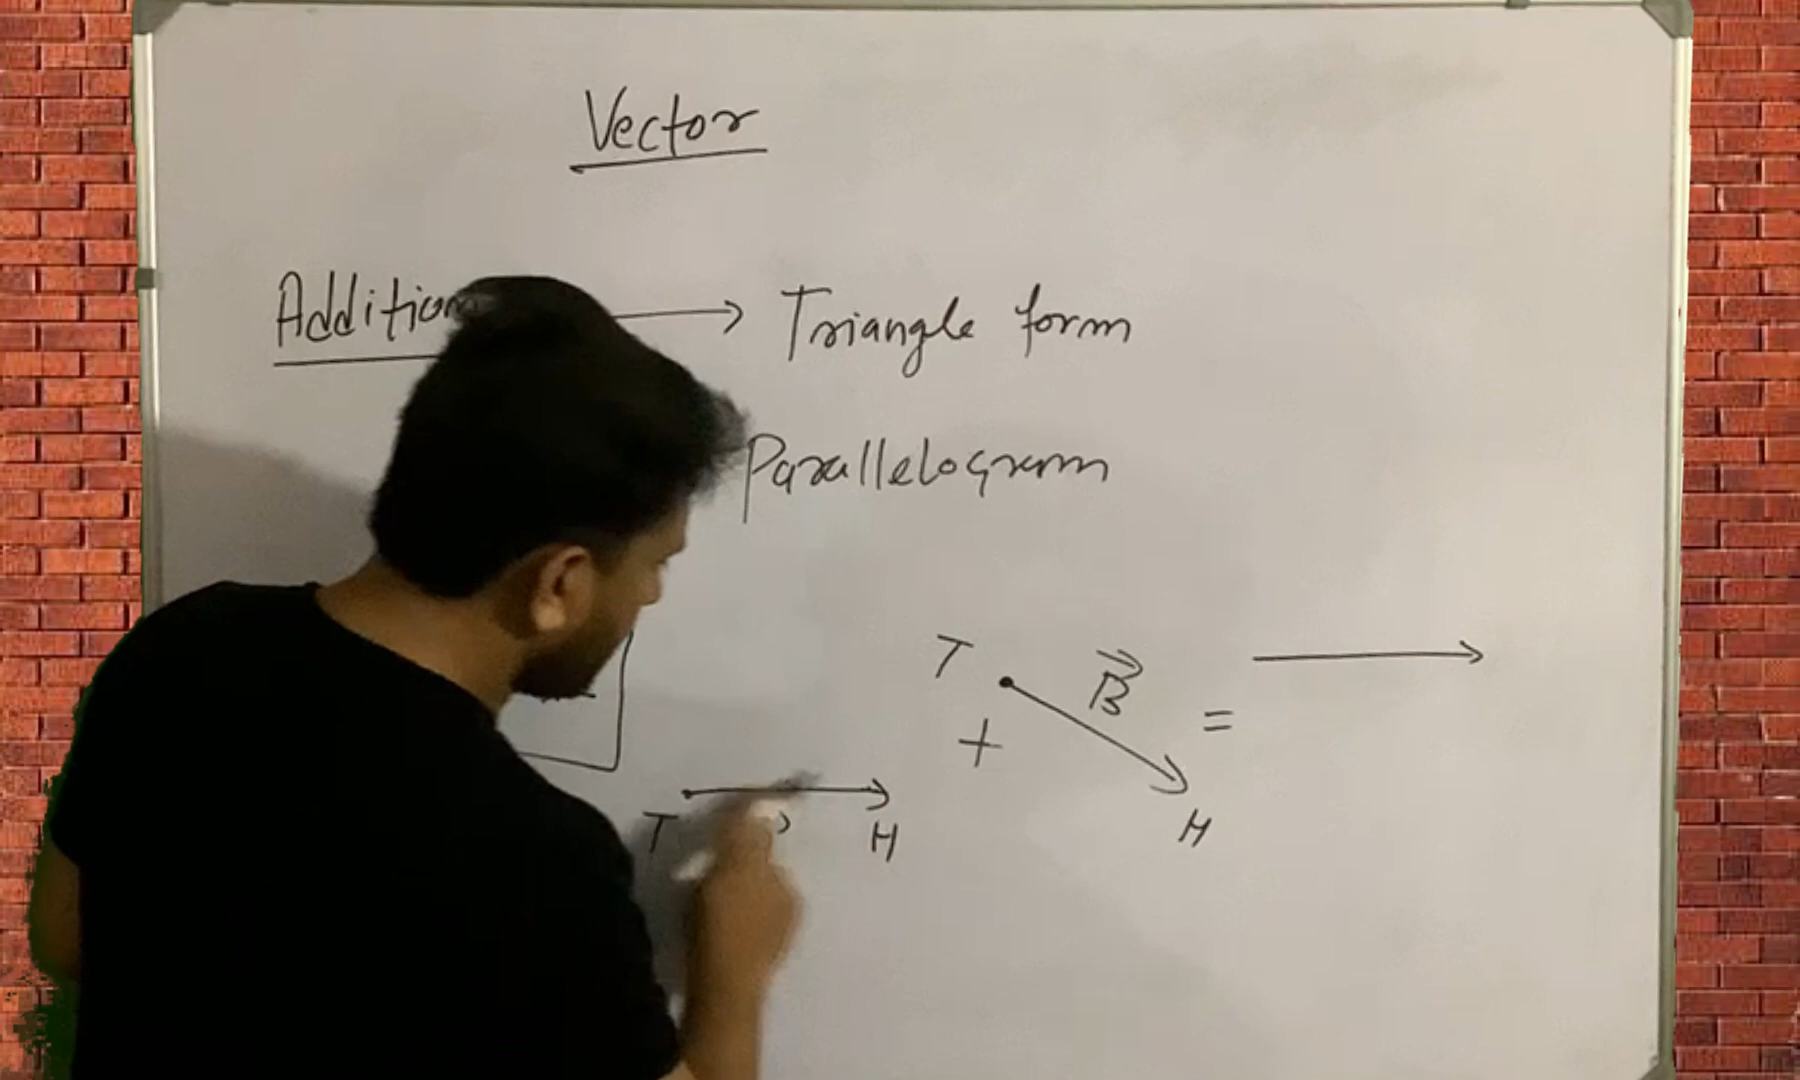 Vector
Addition → Triangle form
Parallelogram
T B⃗ =
+
T H H